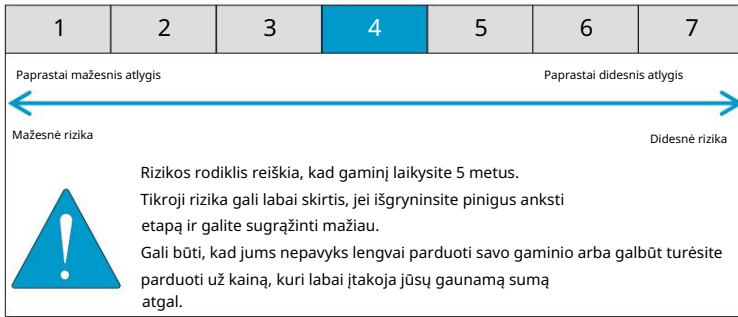 1 2 3 4 5 6 7
Paprastai mažesnis atlygis Paprastai didesnis atlygis
Mažesnė rizika Didesnė rizika
Rizikos rodiklis reiškia, kad gaminį laikysite 5 metus.
Tikroji rizika gali labai skirtis, jei išgryninsite pinigus anksti
etapą ir galite sugrąžinti mažiau.
Gali būti, kad jums nepavyks lengvai parduoti savo gaminio arba galbūt turėsite
parduoti už kainą, kuri labai įtakoja jūsų gaunamą sumą
atgal.